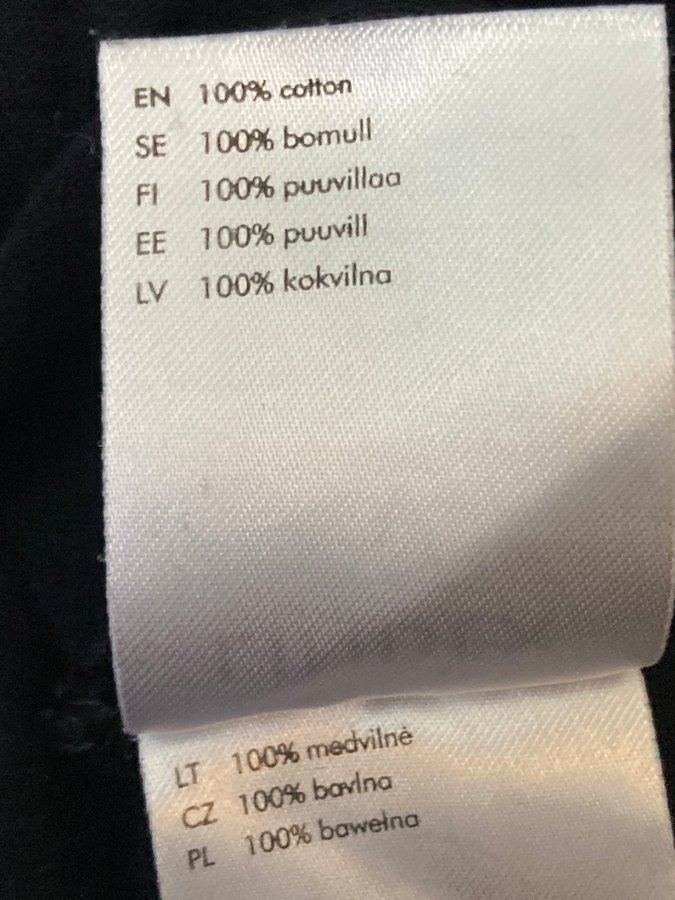 EN 100% cotton
SE 100% bomull
FI 100% puuvillaa
EE 100% puuvill
LV 100% kokvilna
LT 100% medvilnė
CZ 100% bavlna
PL 100% bawełna